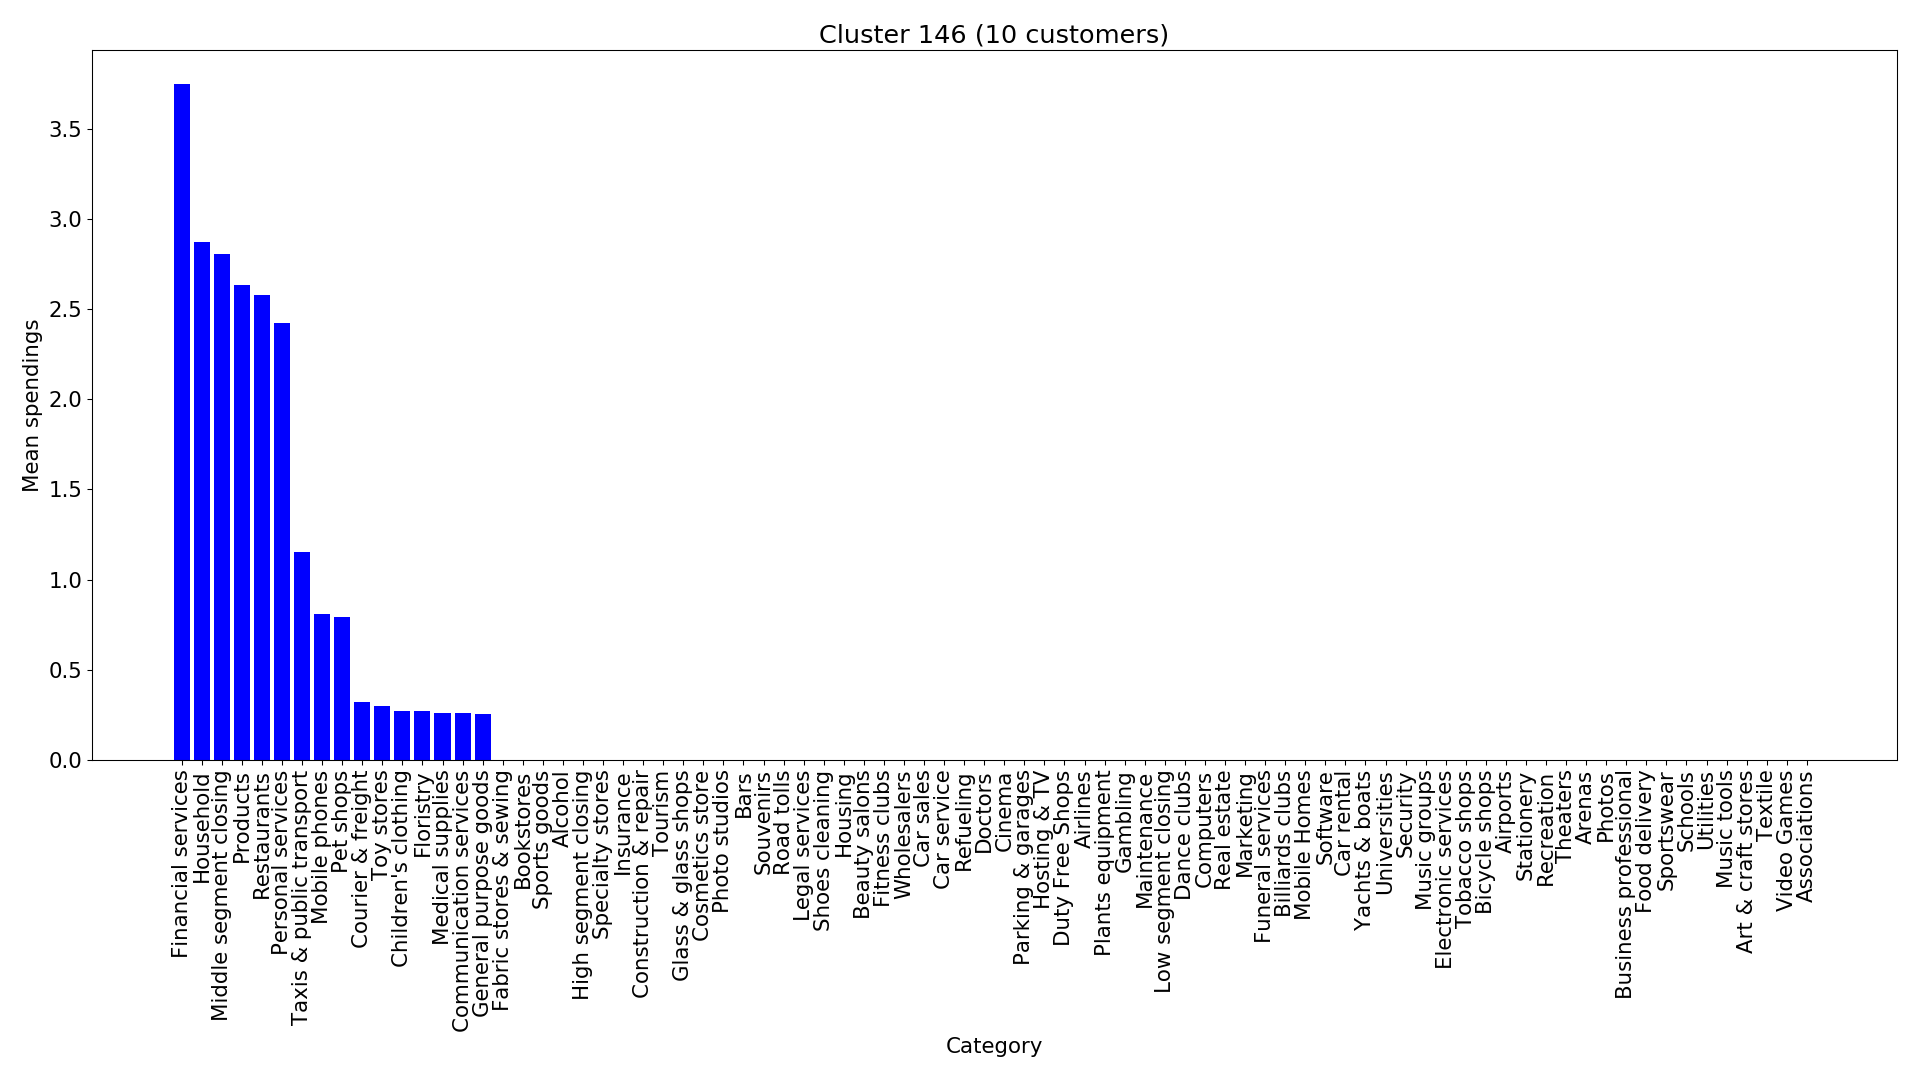 Cluster 146 (10 customers)
Mean spendings
3.5
3.0
2.5
2.0
1.5
1.0
0.5
0.0
Financial services
Household
Middle segment closing
Products
Restaurants
Personal services
Taxis & public transport
Mobile phones
Pet shops
Courier & freight
Toy stores
Children's clothing
Floristry
Medical supplies
Communication services
General purpose goods
Fabric stores & sewing
Bookstores
Sports goods
Alcohol
High segment closing
Specialty stores
Insurance
Construction & repair
Tourism
Glass & glass shops
Cosmetics store
Photo studios
Bars
Souvenirs
Road tolls
Legal services
Shoes cleaning
Housing
Beauty salons
Fitness clubs
Wholesalers
Car sales
Car service
Refueling
Doctors
Cinema
Parking & garages
Hosting & TV
Duty Free Shops
Airlines
Plants equipment
Gambling
Maintenance
Low segment closing
Dance clubs
Computers
Real estate
Marketing
Funeral services
Billiards clubs
Mobile Homes
Software
Car rental
Yachts & boats
Universities
Security
Music groups
Electronic services
Tobacco shops
Bicycle shops
Airports
Stationery
Recreation
Theaters
Arenas
Photos
Business professional
Food delivery
Sportswear
Schools
Utilities
Music tools
Art & craft stores
Textile
Video Games
Associations
Category